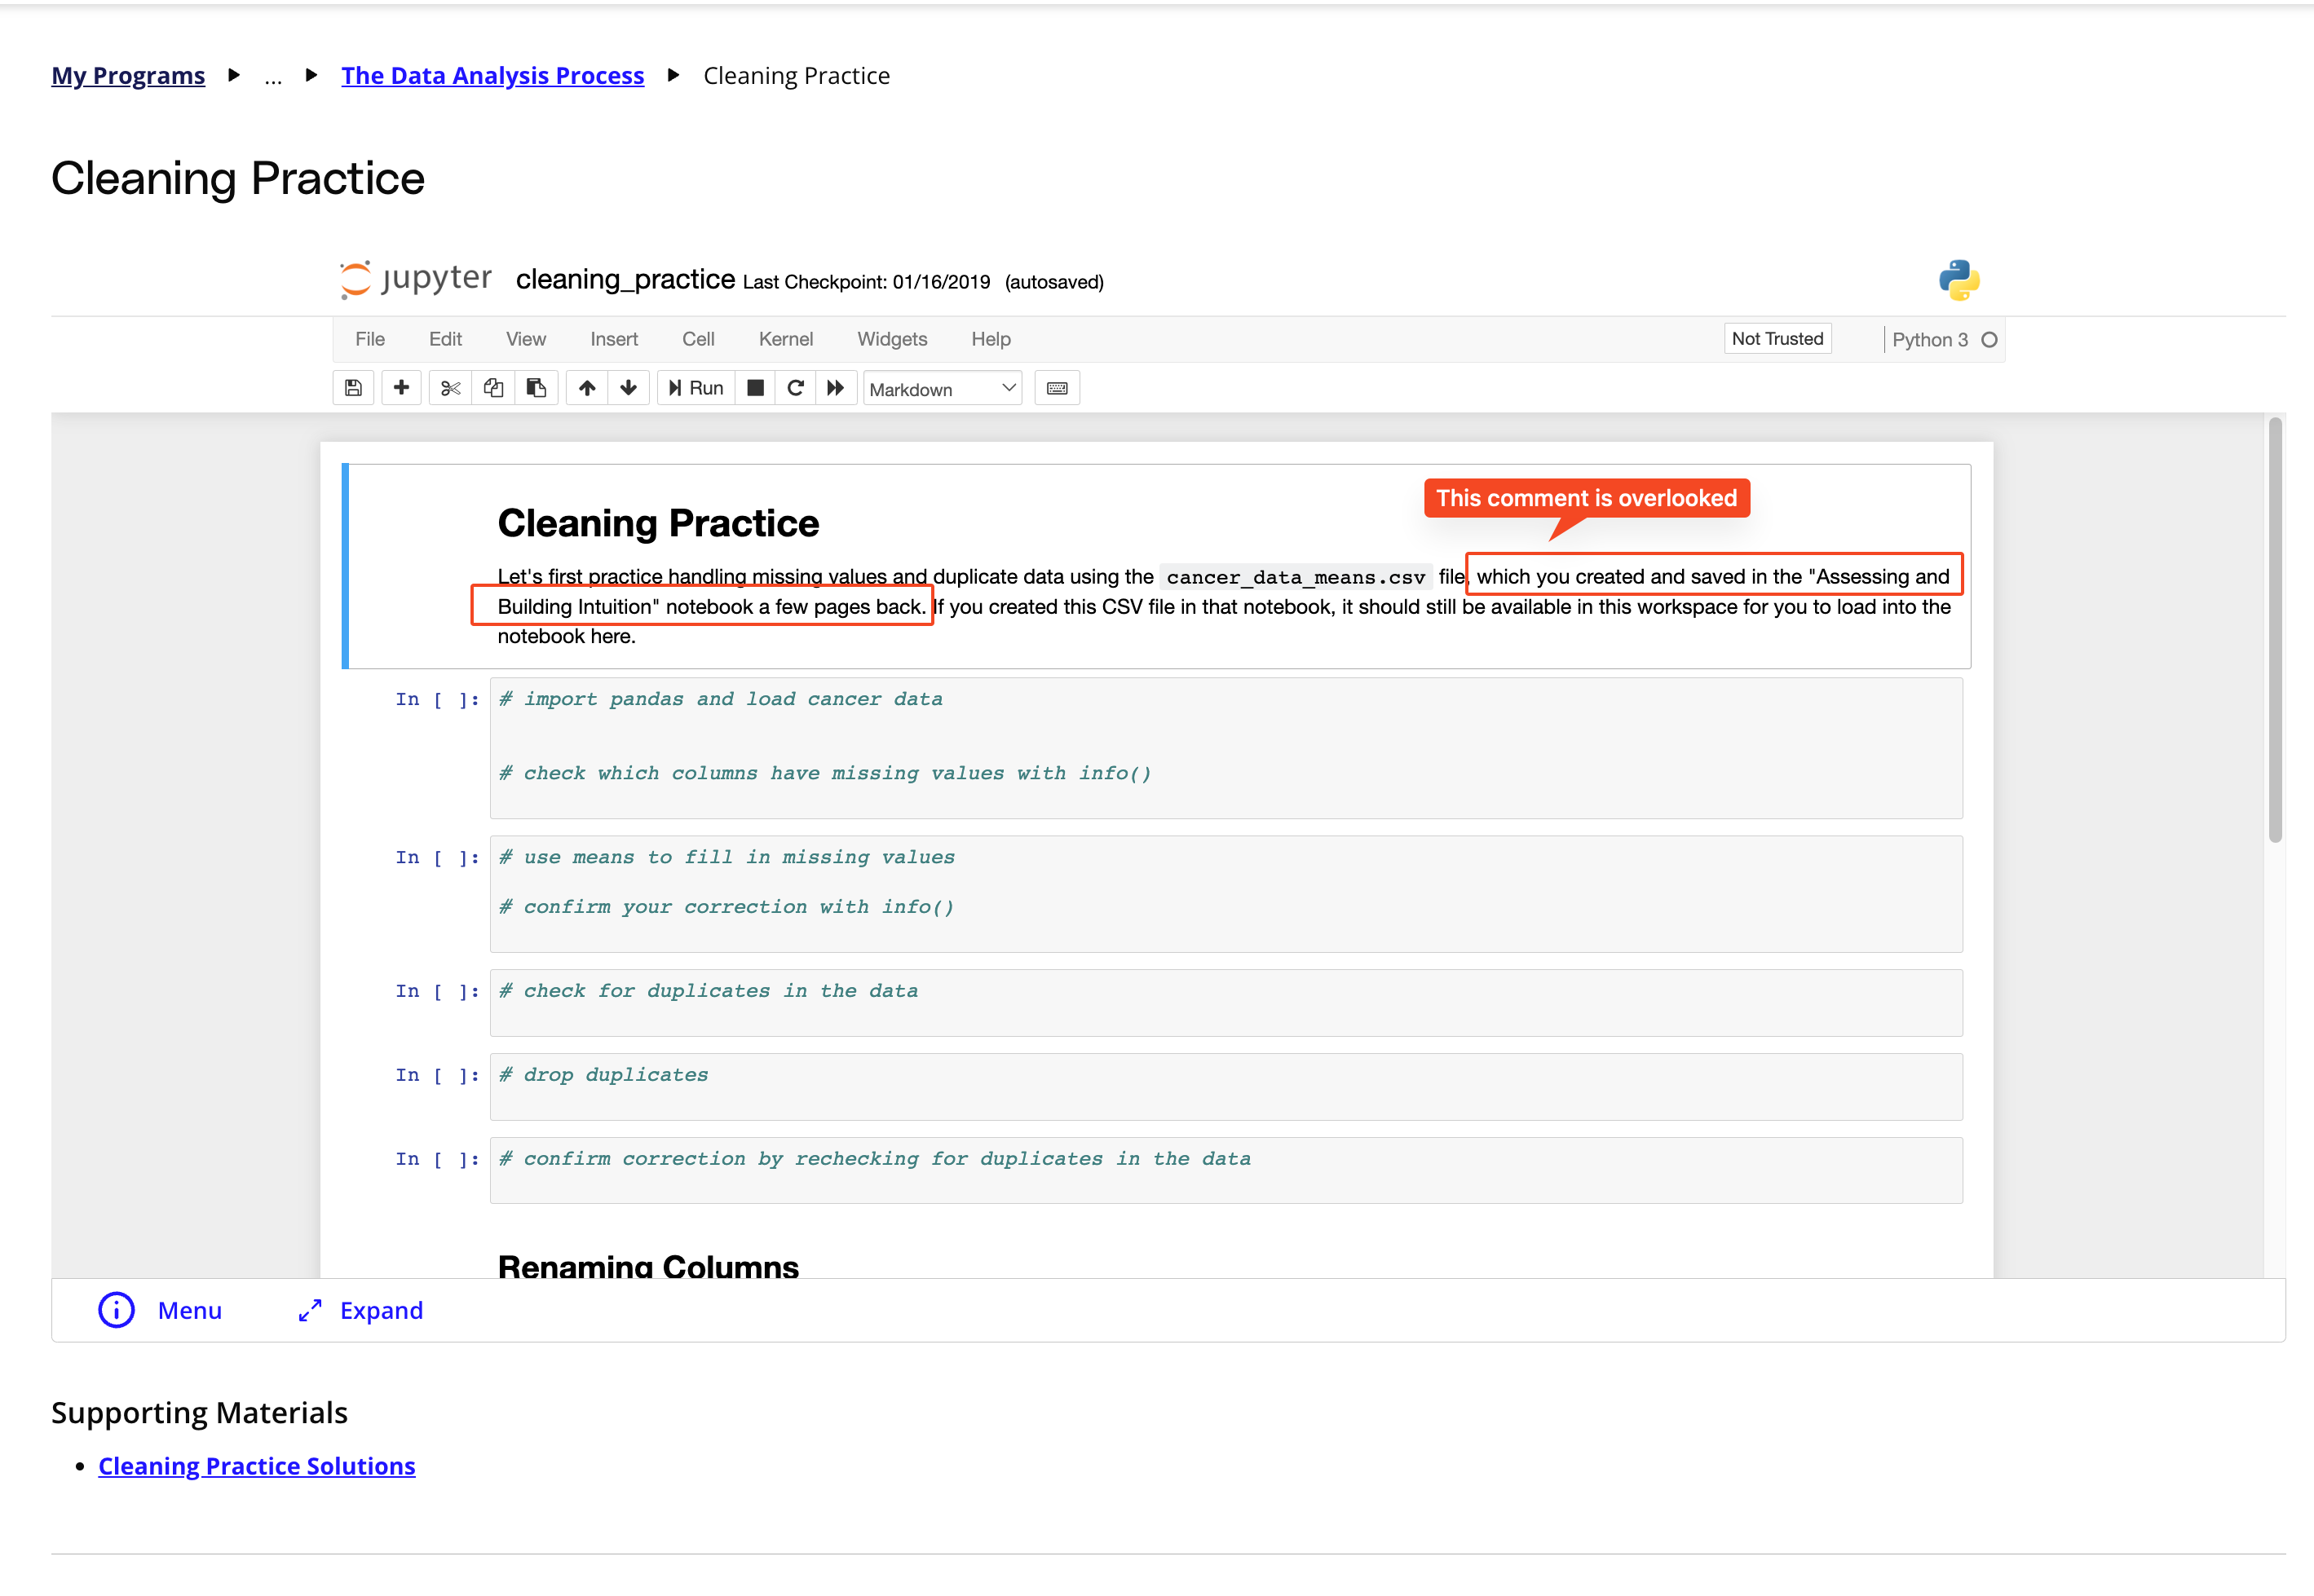 My Programs ▶ ... ▶ The Data Analysis Process ▶ Cleaning Practice
Cleaning Practice
jupyter cleaning_practice Last Checkpoint: 01/16/2019 (autosaved)
File Edit View Insert Cell Kernel Widgets Help Not Trusted Python 3
Run Markdown
This comment is overlooked
Cleaning Practice
Let's first practice handling missing values and duplicate data using the cancer_data_means.csv file, which you created and saved in the "Assessing and
Building Intuition" notebook a few pages back. If you created this CSV file in that notebook, it should still be available in this workspace for you to load into the
notebook here.
In [ ]: # import pandas and load cancer data
# check which columns have missing values with info()
In [ ]: # use means to fill in missing values
# confirm your correction with info()
In [ ]: # check for duplicates in the data
In [ ]: # drop duplicates
In [ ]: # confirm correction by rechecking for duplicates in the data
Renaming Columns
Menu Expand
Supporting Materials
• Cleaning Practice Solutions